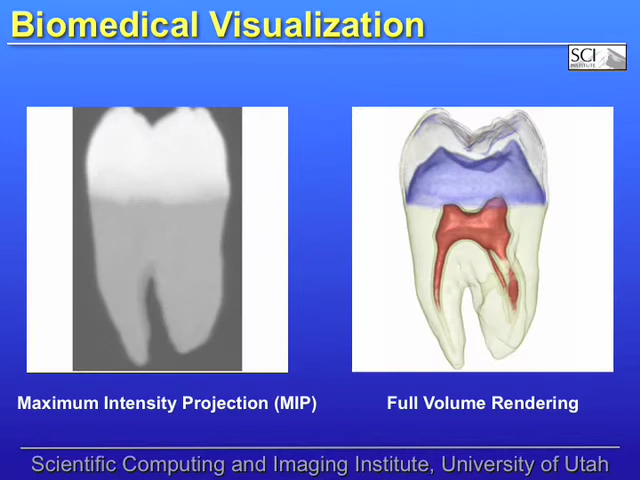 Biomedical Visualization
SCI
INSTITUTE
Maximum Intensity Projection (MIP)
Full Volume Rendering
Scientific Computing and Imaging Institute, University of Utah